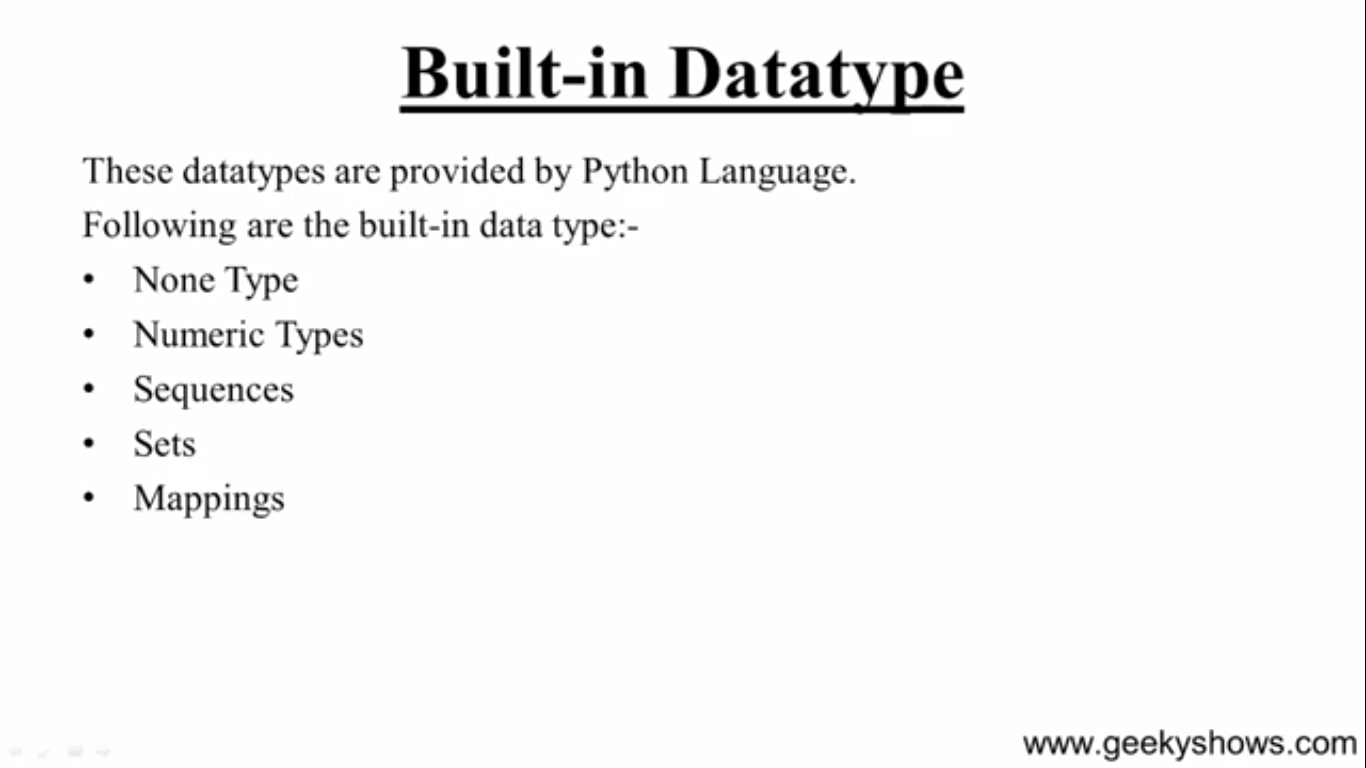 Built-in Datatype
These datatypes are provided by Python Language.
Following are the built-in data type:-
• None Type
• Numeric Types
• Sequences
• Sets
• Mappings
www.geekyshows.com